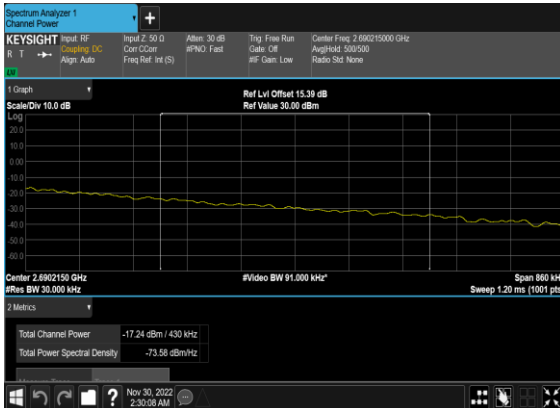 Spectrum Analyzer 1
Channel Power
+
KEYSIGHT Input: RF Input Z: 50 Ω Atten: 30 dB Trig: Free Run Center Freq: 2.690215000 GHz
R T Coupling: DC Corr CCorr #PNO: Fast Gate: Off Avg|Hold: 500/500
Align: Auto Freq Ref: Int (S) #IF Gain: Low Radio Std: None
1 Graph
Ref Lvl Offset 15.39 dB
Scale/Div 10.0 dB Ref Value 30.00 dBm
Log
20.0
10.0
0.00
-10.0
-20.0
-30.0
-40.0
-50.0
-60.0
Center 2.6902150 GHz #Video BW 91.000 kHz* Span 860 kH
#Res BW 30.000 kHz Sweep 1.20 ms (1001 pts
2 Metrics
Total Channel Power -17.24 dBm / 430 kHz
Total Power Spectral Density -73.58 dBm/Hz
? Nov 30, 2022
2:30:08 AM